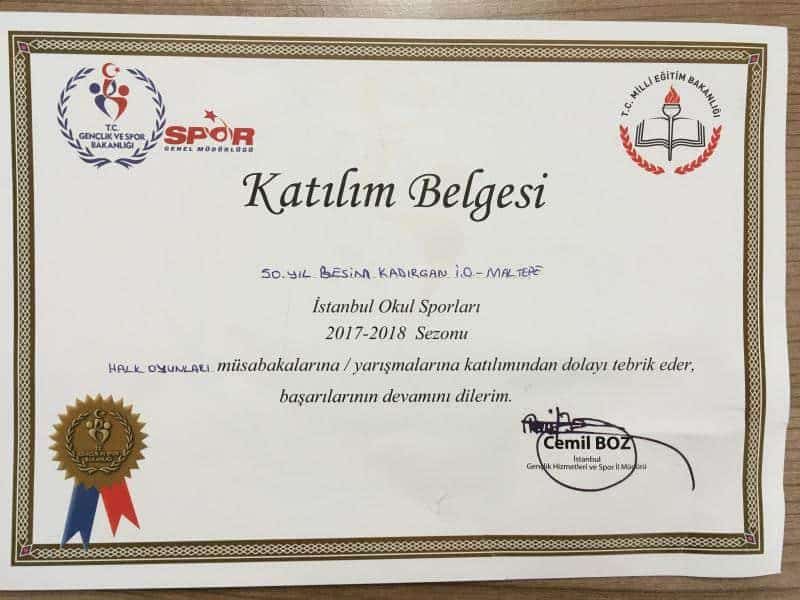 T.C.
GENÇLİK VE SPOR
BAKANLIĞI
SPOR
GENEL MÜDÜRLÜĞÜ
T.C. MİLLİ EĞİTİM BAKANLIĞI
Katılım Belgesi
50.YIL BESİM KADIRGAN İ.O.-MALTEPE
İstanbul Okul Sporları
2017-2018 Sezonu
HALK OYUNLARI müsabakalarına / yarışmalarına katılımından dolayı tebrik eder,
başarılarının devamını dilerim.
Cemil BOZ
İstanbul
Gençlik Hizmetleri ve Spor İl Müdürü